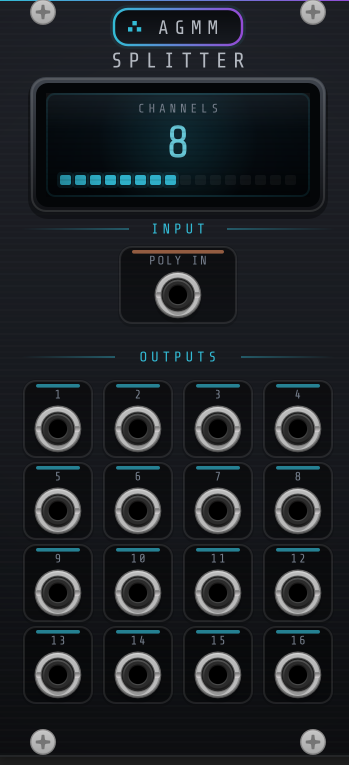 AGMM
SPLITTER
CHANNELS
8
INPUT
POLY IN
OUTPUTS
1 2 3 4
5 6 7 8
9 10 11 12
13 14 15 16